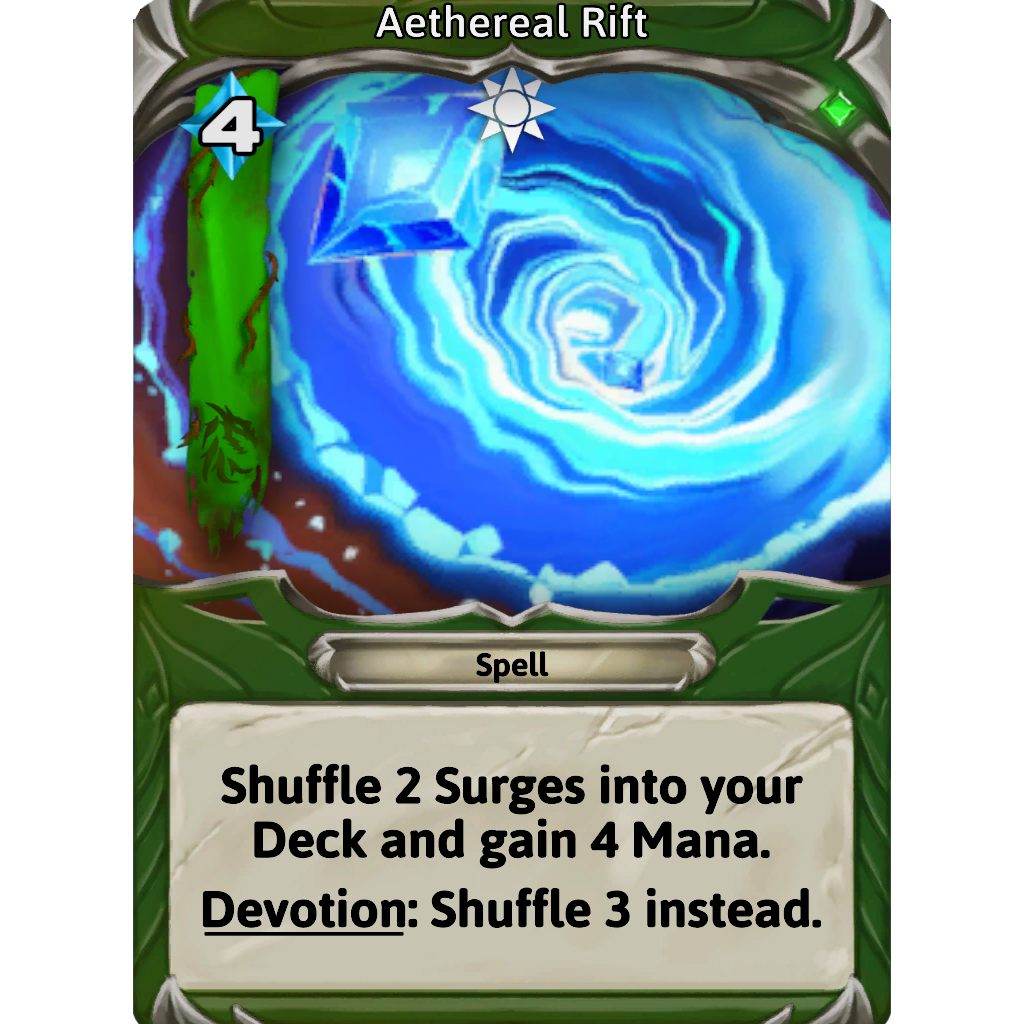 Aethereal Rift
4
Spell
Shuffle 2 Surges into your
Deck and gain 4 Mana.
Devotion: Shuffle 3 instead.